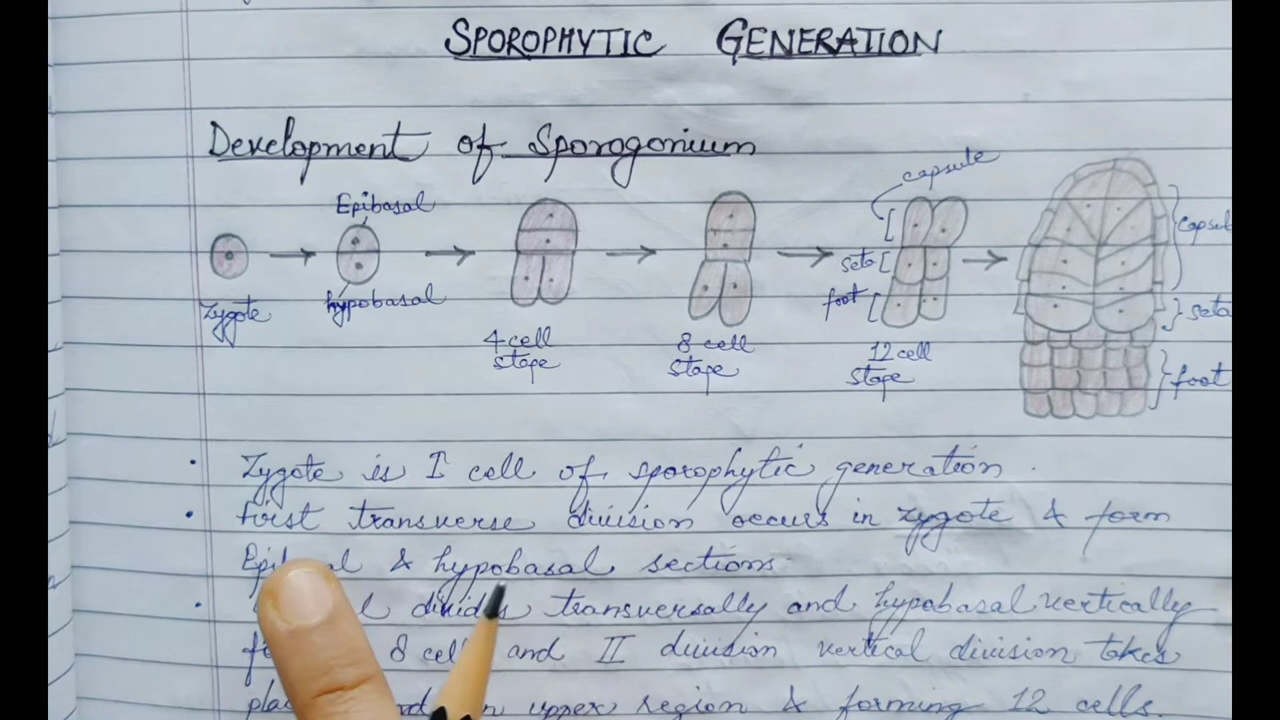 SPOROPHYTIC GENERATION
Development of Sporogonium
Epibasal
capsule
zygote
hypobasal
4 cell stage
8 cell stage
seta
foot
12 cell stage
seta
foot
• Zygote is I cell of sporophytic generation.
• First transverse division occurs in zygote & form
& hypobasal sections.
• divides transversally and hypobasal vertically
8 cell and II division vertical division takes
upper region & forming 12 cells.